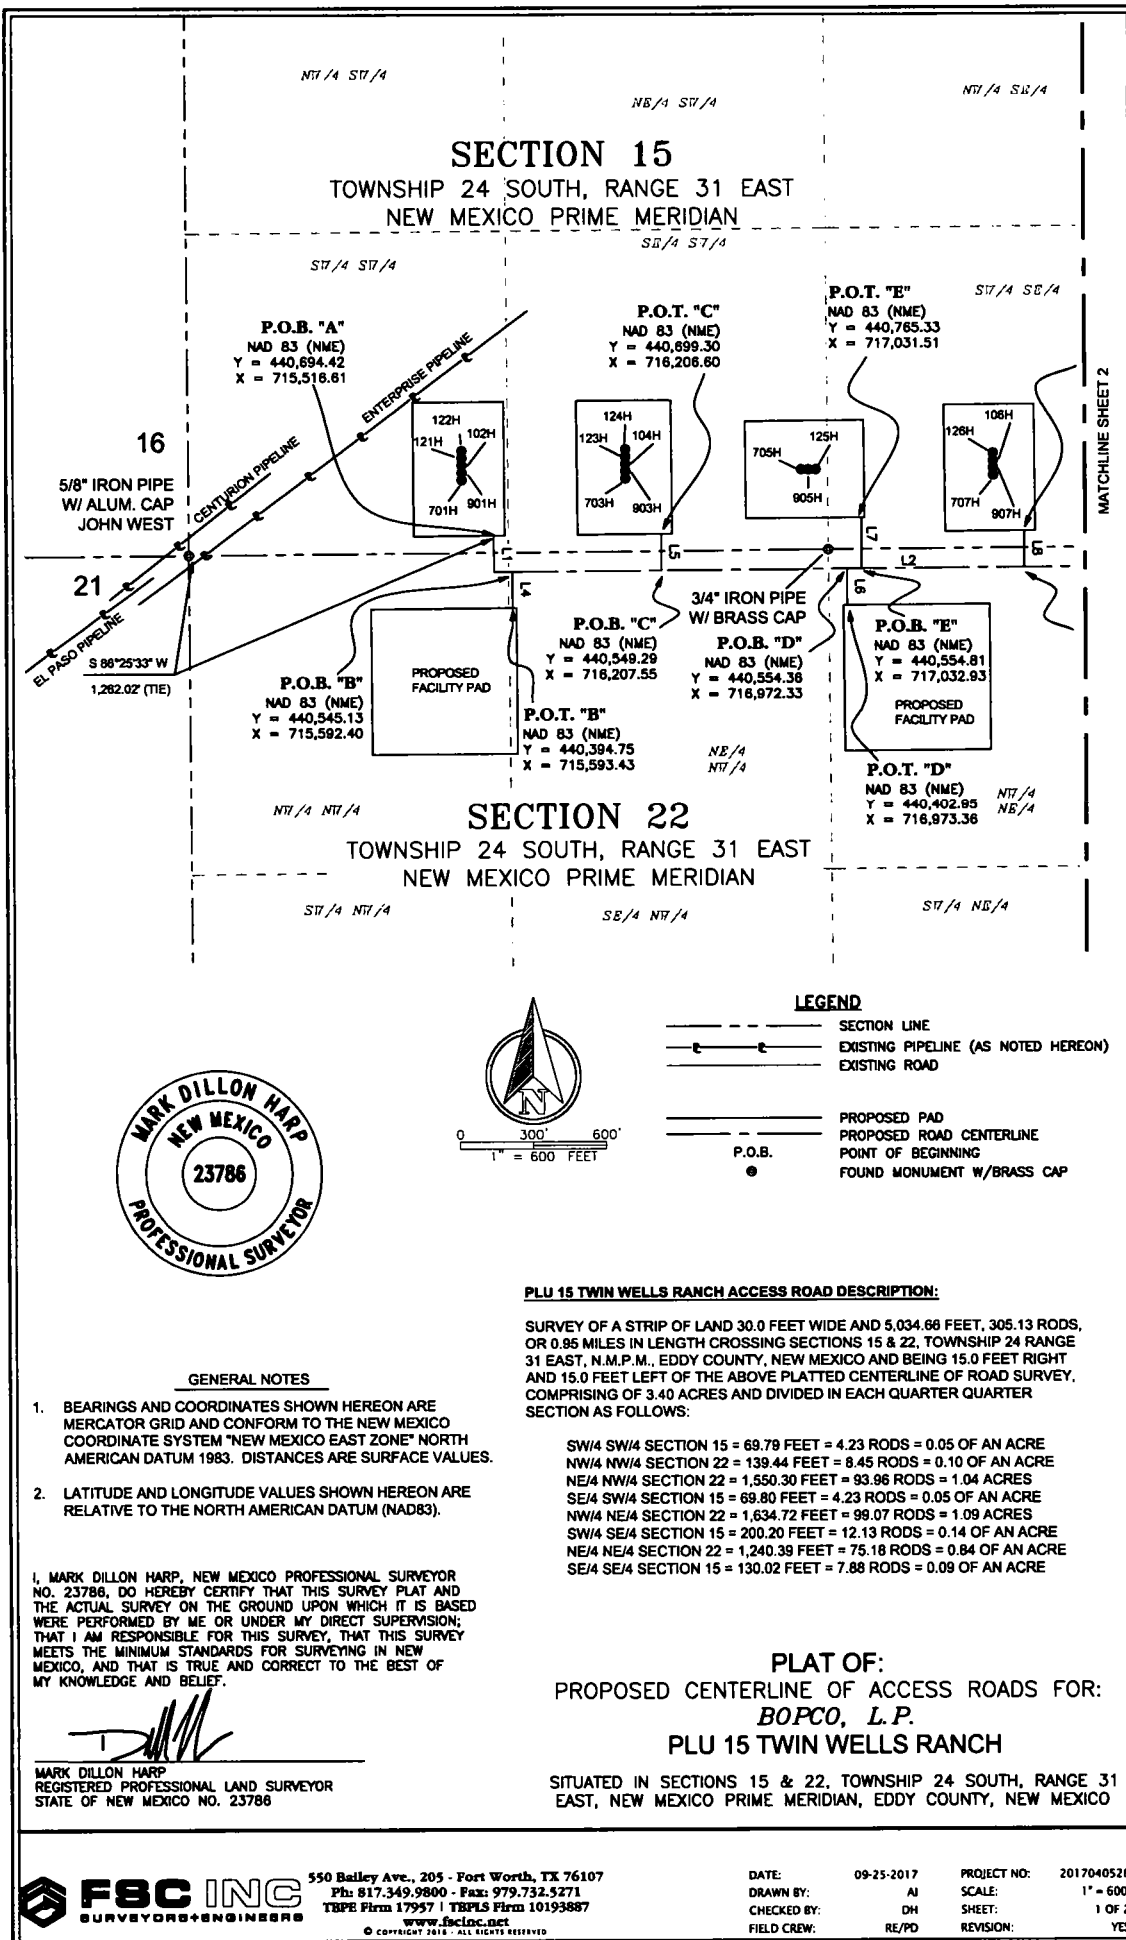 NW/4 SW/4
NE/4 SW/4
NW/4 SE/4
SECTION 15
TOWNSHIP 24 SOUTH, RANGE 31 EAST
NEW MEXICO PRIME MERIDIAN
SW/4 SW/4
SE/4 SW/4
SW/4 SE/4
P.O.B. "A"
NAD 83 (NME)
Y = 440,694.42
X = 715,516.61
P.O.T. "C"
NAD 83 (NME)
Y = 440,699.30
X = 716,206.60
P.O.T. "E"
NAD 83 (NME)
Y = 440,765.33
X = 717,031.51
MATCHLINE SHEET 2
ENTERPRISE PIPELINE
CENTURION PIPELINE
EL PASO PIPELINE
122H
121H
102H
701H
901H
124H
123H
104H
703H
903H
705H
125H
905H
106H
126H
707H
907H
16
5/8" IRON PIPE
W/ ALUM. CAP
JOHN WEST
21
S 86°25'33" W
1,262.02' (TIE)
L1
L4
L5
L7
L2
L6
L8
3/4" IRON PIPE
W/ BRASS CAP
PROPOSED
FACILITY PAD
P.O.B. "B"
NAD 83 (NME)
Y = 440,545.13
X = 715,592.40
P.O.T. "B"
NAD 83 (NME)
Y = 440,394.75
X = 715,593.43
P.O.B. "C"
NAD 83 (NME)
Y = 440,549.29
X = 716,207.55
P.O.B. "D"
NAD 83 (NME)
Y = 440,554.36
X = 716,972.33
P.O.B. "E"
NAD 83 (NME)
Y = 440,554.81
X = 717,032.93
PROPOSED
FACILITY PAD
P.O.T. "D"
NAD 83 (NME)
Y = 440,402.95
X = 716,973.36
NE/4
NW/4
NW/4
NE/4
NW/4 NW/4
SECTION 22
TOWNSHIP 24 SOUTH, RANGE 31 EAST
NEW MEXICO PRIME MERIDIAN
SW/4 NW/4
SE/4 NW/4
SW/4 NE/4
N
0 300' 600'
1" = 600 FEET
LEGEND
SECTION LINE
EXISTING PIPELINE (AS NOTED HEREON)
EXISTING ROAD
PROPOSED PAD
PROPOSED ROAD CENTERLINE
P.O.B. POINT OF BEGINNING
FOUND MONUMENT W/BRASS CAP
MARK DILLON HARP
NEW MEXICO
23786
PROFESSIONAL SURVEYOR
PLU 15 TWIN WELLS RANCH ACCESS ROAD DESCRIPTION:
SURVEY OF A STRIP OF LAND 30.0 FEET WIDE AND 5,034.66 FEET, 305.13 RODS,
OR 0.95 MILES IN LENGTH CROSSING SECTIONS 15 & 22, TOWNSHIP 24 RANGE
31 EAST, N.M.P.M., EDDY COUNTY, NEW MEXICO AND BEING 15.0 FEET RIGHT
AND 15.0 FEET LEFT OF THE ABOVE PLATTED CENTERLINE OF ROAD SURVEY,
COMPRISING OF 3.40 ACRES AND DIVIDED IN EACH QUARTER QUARTER
SECTION AS FOLLOWS:
SW/4 SW/4 SECTION 15 = 69.79 FEET = 4.23 RODS = 0.05 OF AN ACRE
NW/4 NW/4 SECTION 22 = 139.44 FEET = 8.45 RODS = 0.10 OF AN ACRE
NE/4 NW/4 SECTION 22 = 1,550.30 FEET = 93.96 RODS = 1.04 ACRES
SE/4 SW/4 SECTION 15 = 69.80 FEET = 4.23 RODS = 0.05 OF AN ACRE
NW/4 NE/4 SECTION 22 = 1,634.72 FEET = 99.07 RODS = 1.09 ACRES
SW/4 SE/4 SECTION 15 = 200.20 FEET = 12.13 RODS = 0.14 OF AN ACRE
NE/4 NE/4 SECTION 22 = 1,240.39 FEET = 75.18 RODS = 0.84 OF AN ACRE
SE/4 SE/4 SECTION 15 = 130.02 FEET = 7.88 RODS = 0.09 OF AN ACRE
GENERAL NOTES
1. BEARINGS AND COORDINATES SHOWN HEREON ARE
MERCATOR GRID AND CONFORM TO THE NEW MEXICO
COORDINATE SYSTEM "NEW MEXICO EAST ZONE" NORTH
AMERICAN DATUM 1983. DISTANCES ARE SURFACE VALUES.
2. LATITUDE AND LONGITUDE VALUES SHOWN HEREON ARE
RELATIVE TO THE NORTH AMERICAN DATUM (NAD83).
I, MARK DILLON HARP, NEW MEXICO PROFESSIONAL SURVEYOR
NO. 23786, DO HEREBY CERTIFY THAT THIS SURVEY PLAT AND
THE ACTUAL SURVEY ON THE GROUND UPON WHICH IT IS BASED
WERE PERFORMED BY ME OR UNDER MY DIRECT SUPERVISION;
THAT I AM RESPONSIBLE FOR THIS SURVEY, THAT THIS SURVEY
MEETS THE MINIMUM STANDARDS FOR SURVEYING IN NEW
MEXICO, AND THAT IS TRUE AND CORRECT TO THE BEST OF
MY KNOWLEDGE AND BELIEF.
MARK DILLON HARP
REGISTERED PROFESSIONAL LAND SURVEYOR
STATE OF NEW MEXICO NO. 23786
PLAT OF:
PROPOSED CENTERLINE OF ACCESS ROADS FOR:
BOPCO, L.P.
PLU 15 TWIN WELLS RANCH
SITUATED IN SECTIONS 15 & 22, TOWNSHIP 24 SOUTH, RANGE 31
EAST, NEW MEXICO PRIME MERIDIAN, EDDY COUNTY, NEW MEXICO
FSC INC
SURVEYORS+ENGINEERS
550 Bailey Ave., 205 - Fort Worth, TX 76107
Ph: 817.349.9800 - Fax: 979.732.5271
TBPE Firm 17957 | TBPLS Firm 10193887
www.fscinc.net
© COPYRIGHT 2016 - ALL RIGHTS RESERVED
DATE: 09-25-2017 PROJECT NO: 201704052
DRAWN BY: AI SCALE: 1" = 600
CHECKED BY: DH SHEET: 1 OF 2
FIELD CREW: RE/PD REVISION: YES